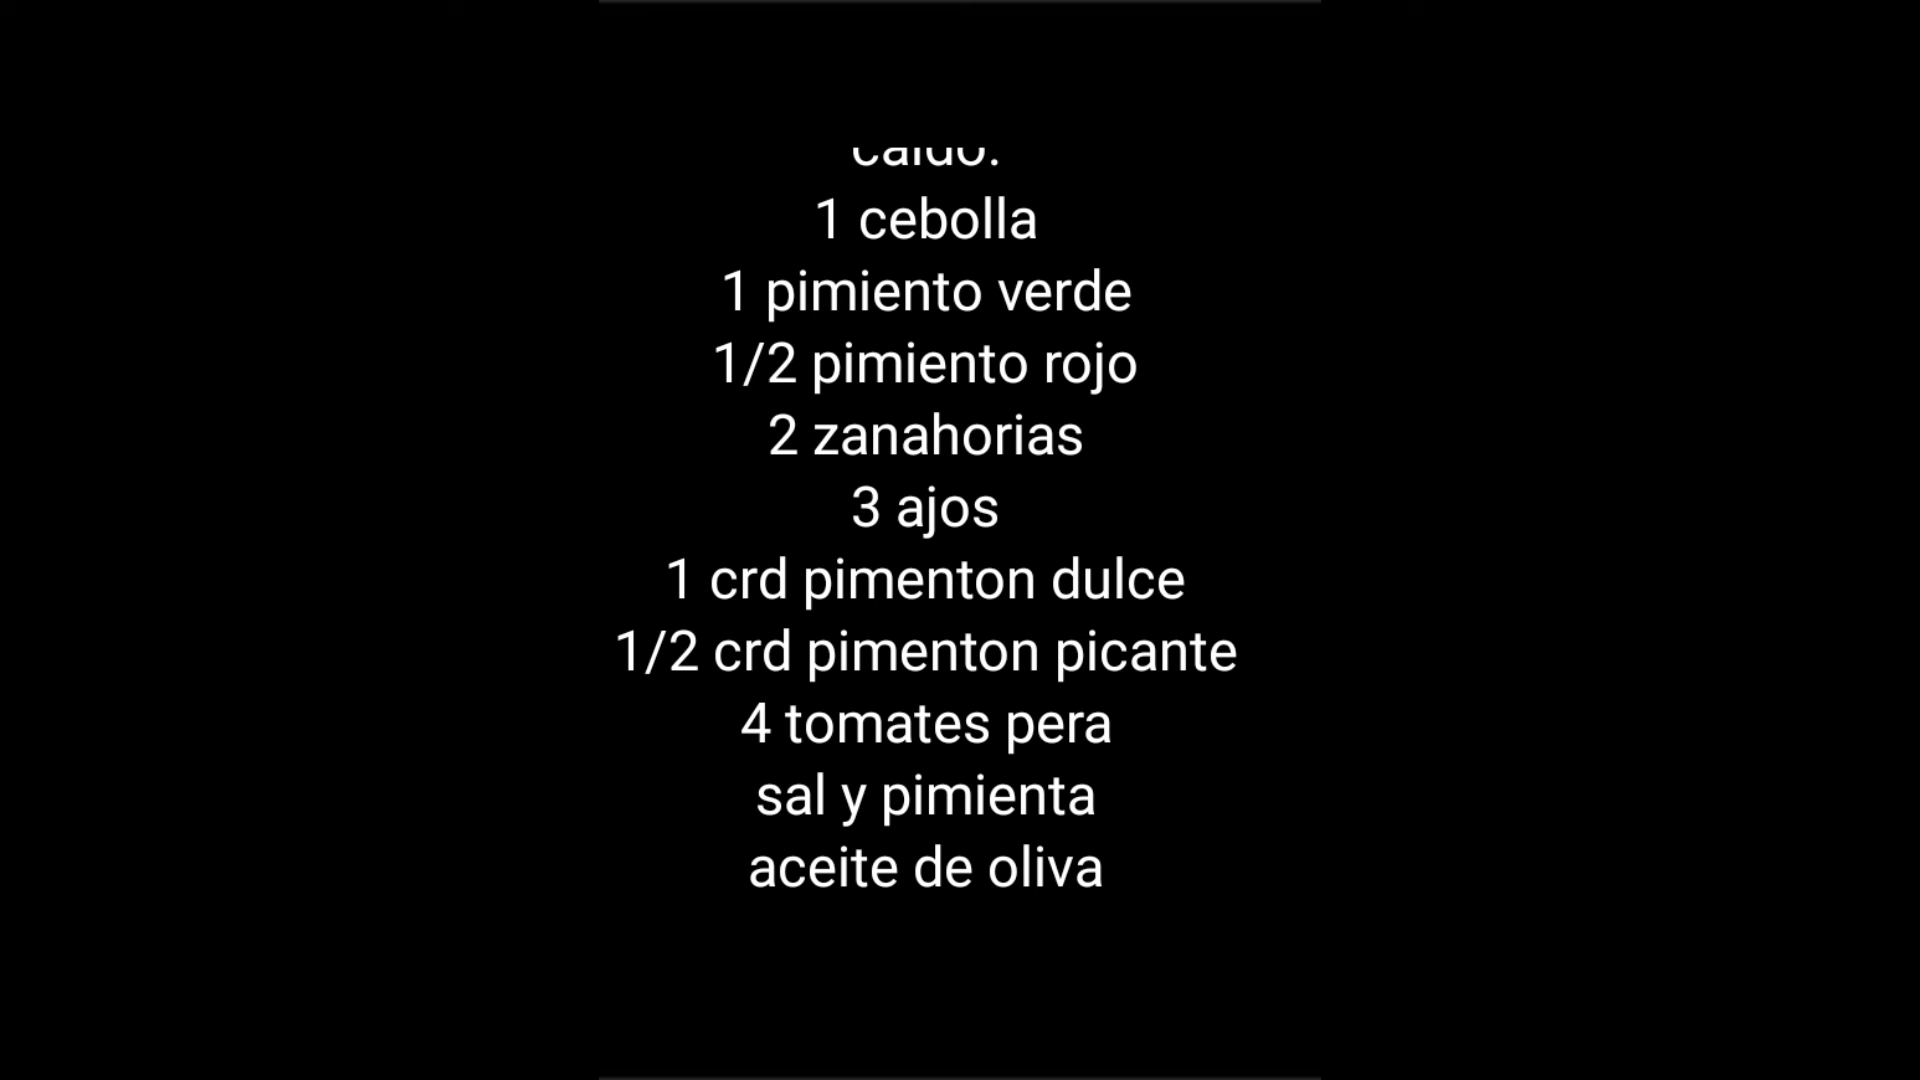 caldo.
1 cebolla
1 pimiento verde
1/2 pimiento rojo
2 zanahorias
3 ajos
1 crd pimenton dulce
1/2 crd pimenton picante
4 tomates pera
sal y pimienta
aceite de oliva